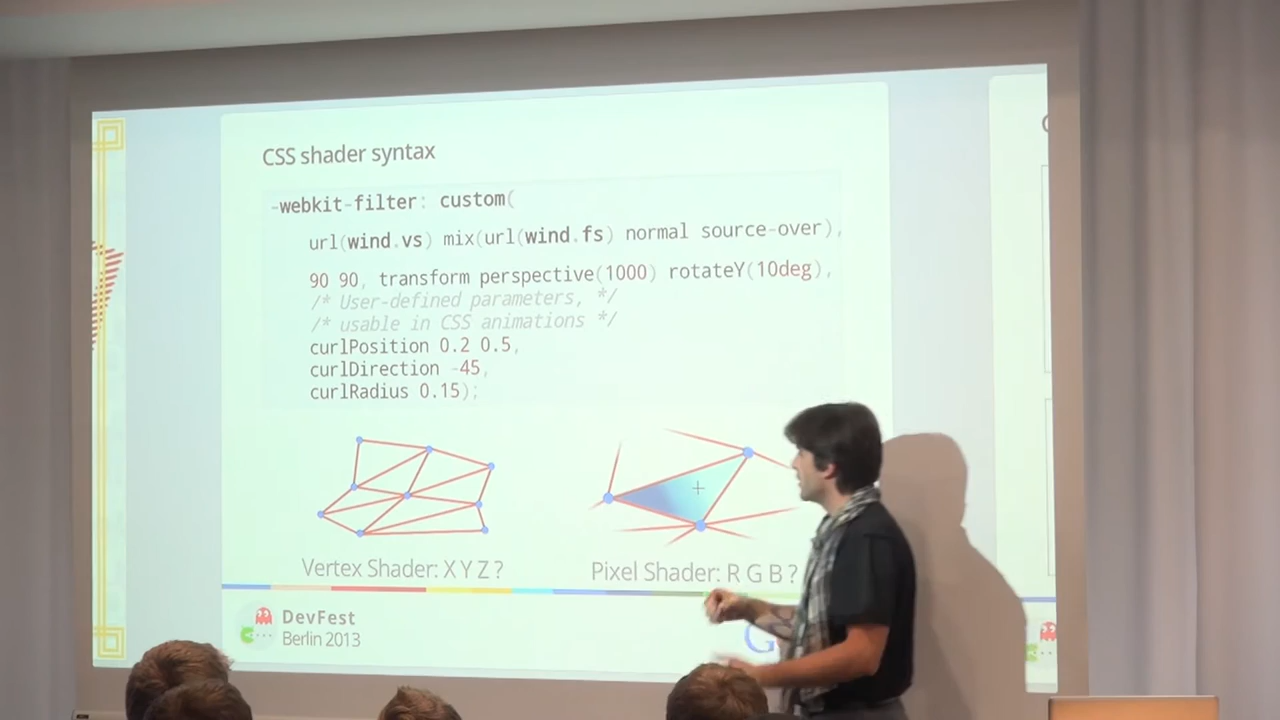 CSS shader syntax
-webkit-filter: custom(
url(wind.vs) mix(url(wind.fs) normal source-over),
90 90, transform perspective(1000) rotateY(10deg),
/* User-defined parameters, */
/* usable in CSS animations */
curlPosition 0.2 0.5,
curlDirection -45,
curlRadius 0.15);
Vertex Shader: X Y Z ?
Pixel Shader: R G B ?
DevFest
Berlin 2013